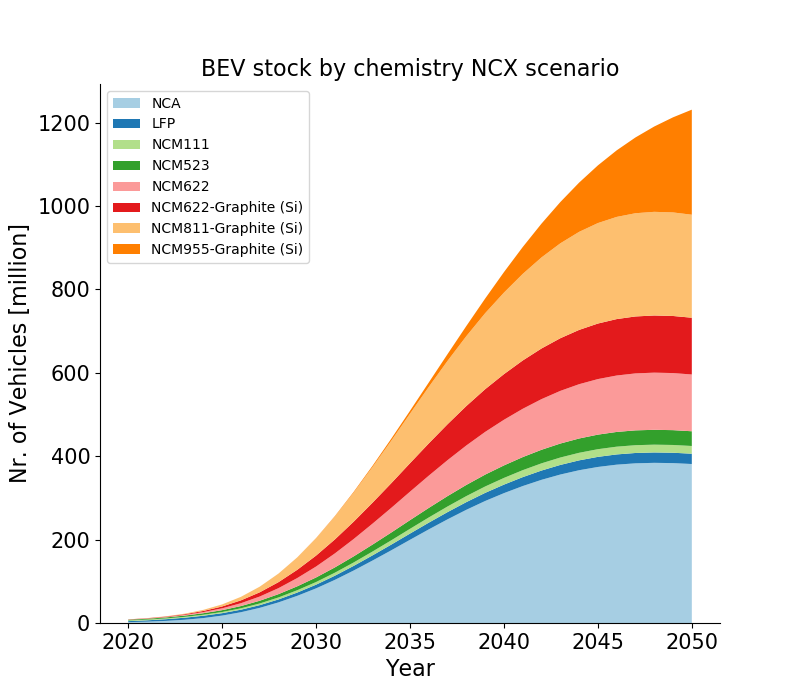 BEV stock by chemistry NCX scenario
NCA
LFP
NCM111
NCM523
NCM622
NCM622-Graphite (Si)
NCM811-Graphite (Si)
NCM955-Graphite (Si)
Nr. of Vehicles [million]
1200
1000
800
600
400
200
0
2020 2025 2030 2035 2040 2045 2050
Year